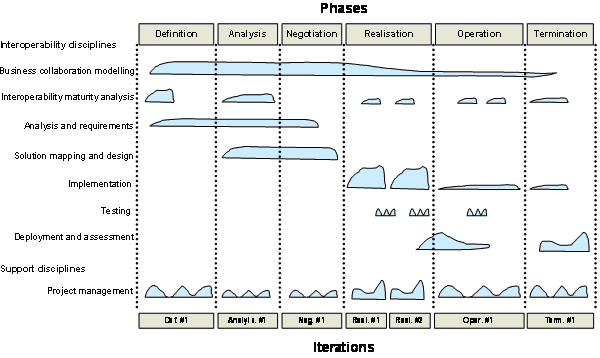 Phases
Definition Analysis Negotiation Realisation Operation Termination
Interoperability disciplines
Business collaboration modelling
Interoperability maturity analysis
Analysis and requirements
Solution mapping and design
Implementation
Testing
Deployment and assessment
Support disciplines
Project management
Def. #1 Analysis. #1 Neg. #1 Real. #1 Real. #2 Oper. #1 Term. #1
Iterations